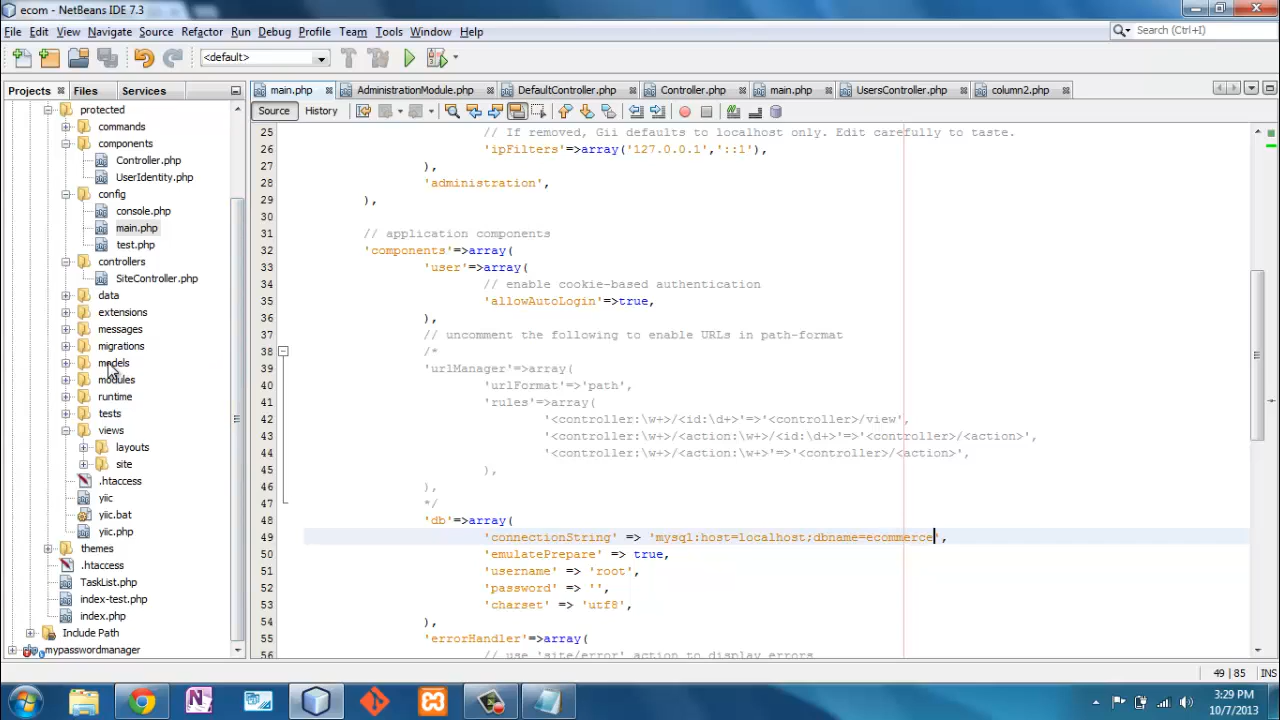 ecom - NetBeans IDE 7.3
File Edit View Navigate Source Refactor Run Debug Profile Team Tools Window Help
Search (Ctrl+I)
<default>
Projects Files Services
main.php AdministrationModule.php DefaultController.php Controller.php main.php UsersController.php column2.php
Source History
protected
commands
components
Controller.php
UserIdentity.php
config
console.php
main.php
test.php
controllers
SiteController.php
data
extensions
messages
migrations
models
modules
runtime
tests
views
layouts
site
.htaccess
yiic
yiic.bat
yiic.php
themes
.htaccess
TaskList.php
index-test.php
index.php
Include Path
mypasswordmanager
25 // If removed, Gii defaults to localhost only. Edit carefully to taste.
26 'ipFilters'=>array('127.0.0.1','::1'),
27 ),
28 'administration',
29 ),
30
31 // application components
32 'components'=>array(
33 'user'=>array(
34 // enable cookie-based authentication
35 'allowAutoLogin'=>true,
36 ),
37 // uncomment the following to enable URLs in path-format
38 /*
39 'urlManager'=>array(
40 'urlFormat'=>'path',
41 'rules'=>array(
42 '<controller:\w+>/<id:\d+>'=>'<controller>/view',
43 '<controller:\w+>/<action:\w+>/<id:\d+>'=>'<controller>/<action>',
44 '<controller:\w+>/<action:\w+>'=>'<controller>/<action>',
45 ),
46 ),
47 */
48 'db'=>array(
49 'connectionString' => 'mysql:host=localhost;dbname=ecommerce',
50 'emulatePrepare' => true,
51 'username' => 'root',
52 'password' => '',
53 'charset' => 'utf8',
54 ),
55 'errorHandler'=>array(
56 // use 'site/error' action to display errors
49 | 85 INS
3:29 PM
10/7/2013